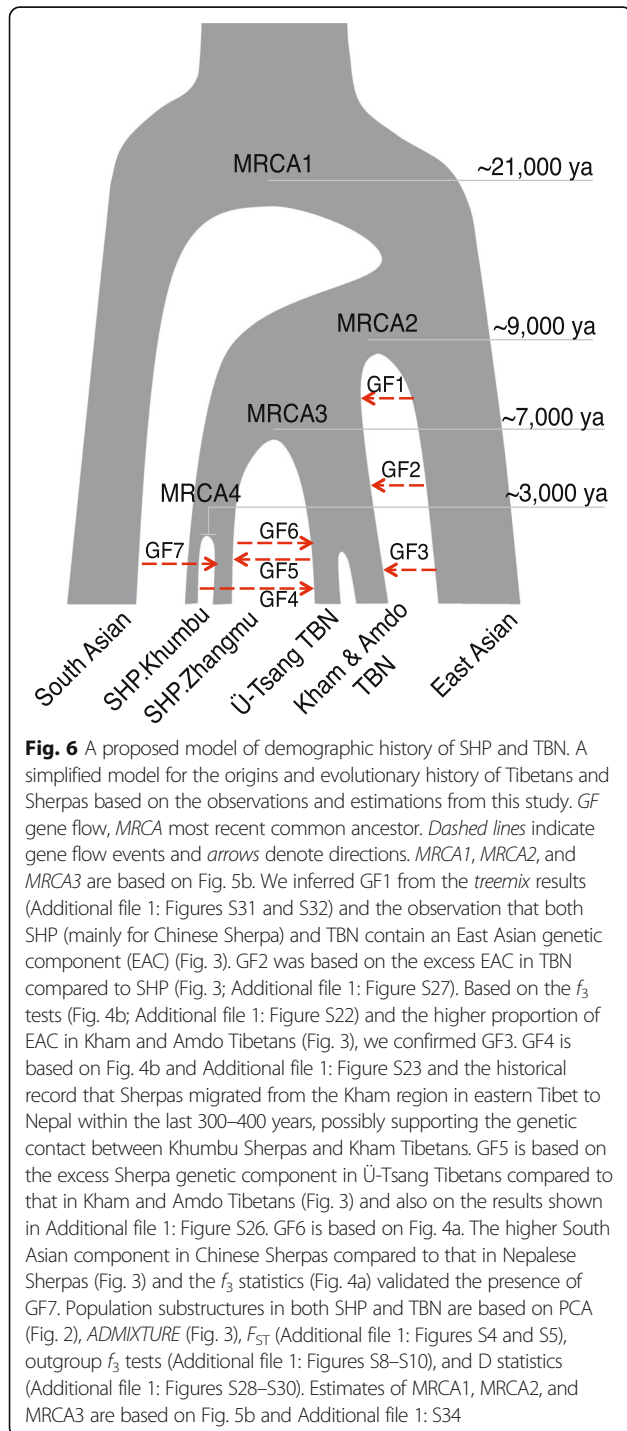 MRCA1
~21,000 ya
MRCA2
~9,000 ya
GF1
MRCA3
~7,000 ya
GF2
MRCA4
~3,000 ya
GF6
GF7
GF3
GF5
GF4
South Asian
SHP.Khumbu
SHP.Zhangmu
Ü-Tsang TBN
Kham & Amdo
TBN
East Asian
Fig. 6 A proposed model of demographic history of SHP and TBN. A
simplified model for the origins and evolutionary history of Tibetans and
Sherpas based on the observations and estimations from this study. GF
gene flow, MRCA most recent common ancestor. Dashed lines indicate
gene flow events and arrows denote directions. MRCA1, MRCA2, and
MRCA3 are based on Fig. 5b. We inferred GF1 from the treemix results
(Additional file 1: Figures S31 and S32) and the observation that both
SHP (mainly for Chinese Sherpa) and TBN contain an East Asian genetic
component (EAC) (Fig. 3). GF2 was based on the excess EAC in TBN
compared to SHP (Fig. 3; Additional file 1: Figure S27). Based on the f3
tests (Fig. 4b; Additional file 1: Figure S22) and the higher proportion of
EAC in Kham and Amdo Tibetans (Fig. 3), we confirmed GF3. GF4 is
based on Fig. 4b and Additional file 1: Figure S23 and the historical
record that Sherpas migrated from the Kham region in eastern Tibet to
Nepal within the last 300–400 years, possibly supporting the genetic
contact between Khumbu Sherpas and Kham Tibetans. GF5 is based on
the excess Sherpa genetic component in Ü-Tsang Tibetans compared to
that in Kham and Amdo Tibetans (Fig. 3) and also on the results shown
in Additional file 1: Figure S26. GF6 is based on Fig. 4a. The higher South
Asian component in Chinese Sherpas compared to that in Nepalese
Sherpas (Fig. 3) and the f3 statistics (Fig. 4a) validated the presence of
GF7. Population substructures in both SHP and TBN are based on PCA
(Fig. 2), ADMIXTURE (Fig. 3), FST (Additional file 1: Figures S4 and S5),
outgroup f3 tests (Additional file 1: Figures S8–S10), and D statistics
(Additional file 1: Figures S28–S30). Estimates of MRCA1, MRCA2, and
MRCA3 are based on Fig. 5b and Additional file 1: S34